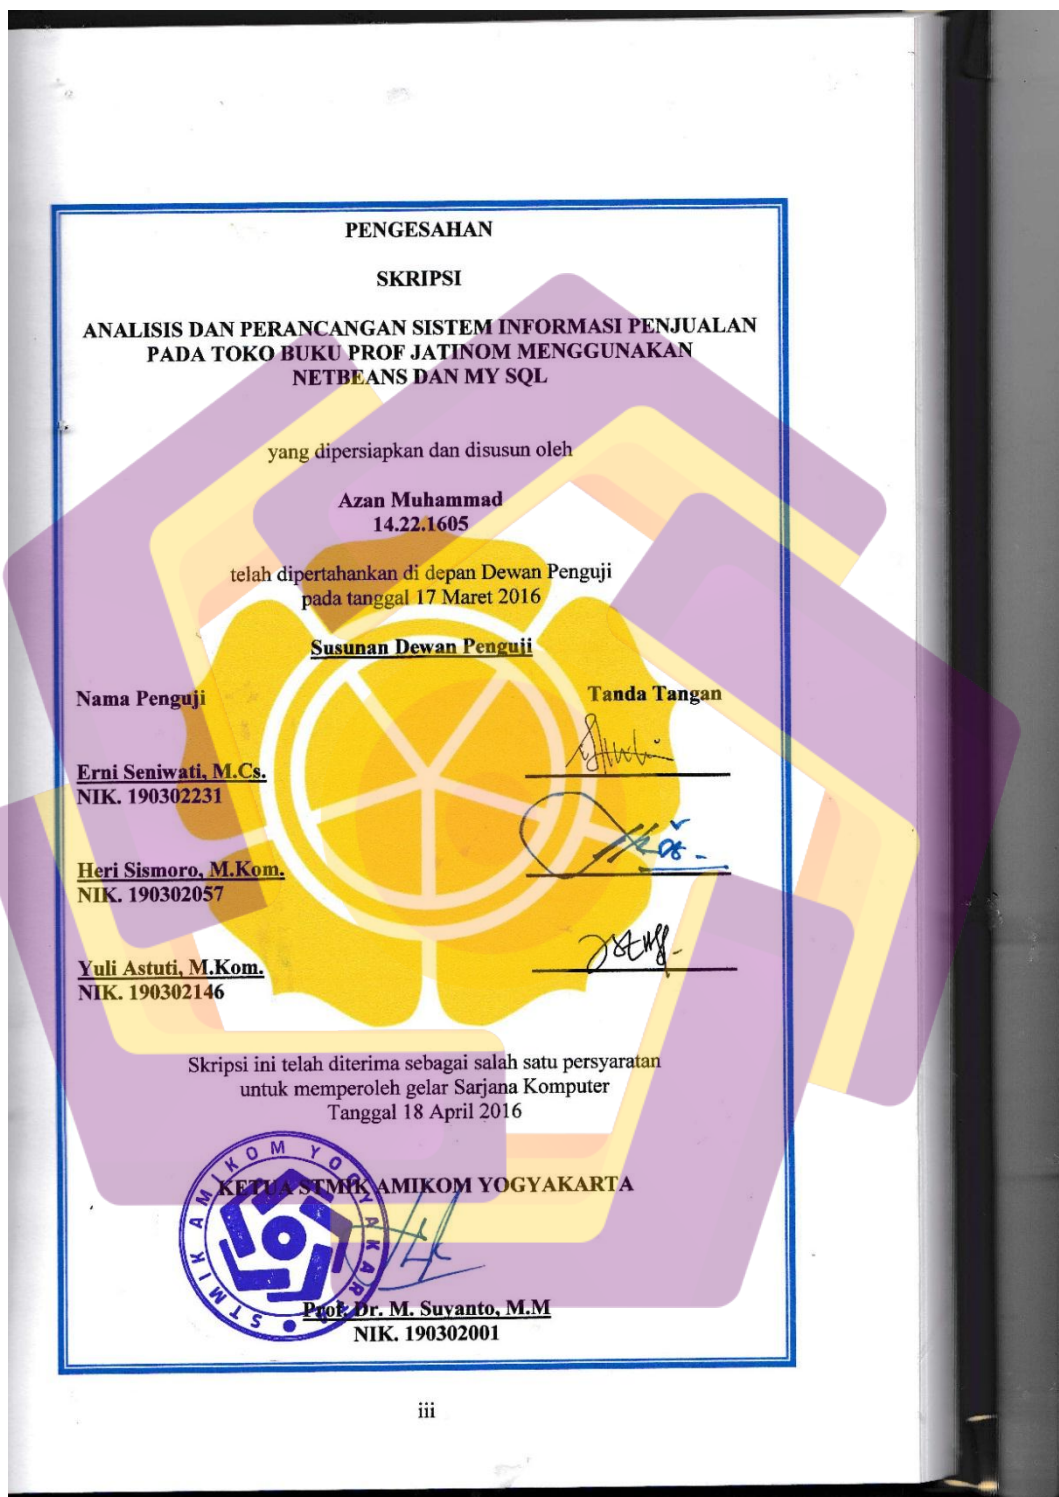 PENGESAHAN
SKRIPSI
ANALISIS DAN PERANCANGAN SISTEM INFORMASI PENJUALAN
PADA TOKO BUKU PROF JATINOM MENGGUNAKAN
NETBEANS DAN MY SQL
yang dipersiapkan dan disusun oleh
Azan Muhammad
14.22.1605
telah dipertahankan di depan Dewan Penguji
pada tanggal 17 Maret 2016
Susunan Dewan Penguji
Nama Penguji Tanda Tangan
Erni Seniwati, M.Cs.
NIK. 190302231
Heri Sismoro, M.Kom.
NIK. 190302057
Yuli Astuti, M.Kom.
NIK. 190302146
Skripsi ini telah diterima sebagai salah satu persyaratan
untuk memperoleh gelar Sarjana Komputer
Tanggal 18 April 2016
STMIK AMIKOM YOGYAKARTA
KETUA STMIK AMIKOM YOGYAKARTA
Prof. Dr. M. Suyanto, M.M
NIK. 190302001
iii